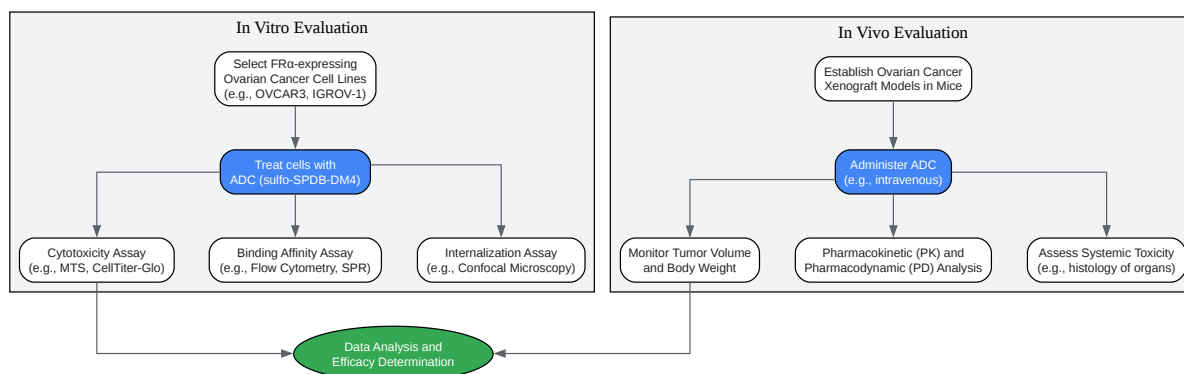 In Vitro Evaluation
Select FRα-expressing
Ovarian Cancer Cell Lines
(e.g., OVCAR3, IGROV-1)
Treat cells with
ADC (sulfo-SPDB-DM4)
Cytotoxicity Assay
(e.g., MTS, CellTiter-Glo)
Binding Affinity Assay
(e.g., Flow Cytometry, SPR)
Internalization Assay
(e.g., Confocal Microscopy)
In Vivo Evaluation
Establish Ovarian Cancer
Xenograft Models in Mice
Administer ADC
(e.g., intravenous)
Monitor Tumor Volume
and Body Weight
Pharmacokinetic (PK) and
Pharmacodynamic (PD) Analysis
Assess Systemic Toxicity
(e.g., histology of organs)
Data Analysis and
Efficacy Determination